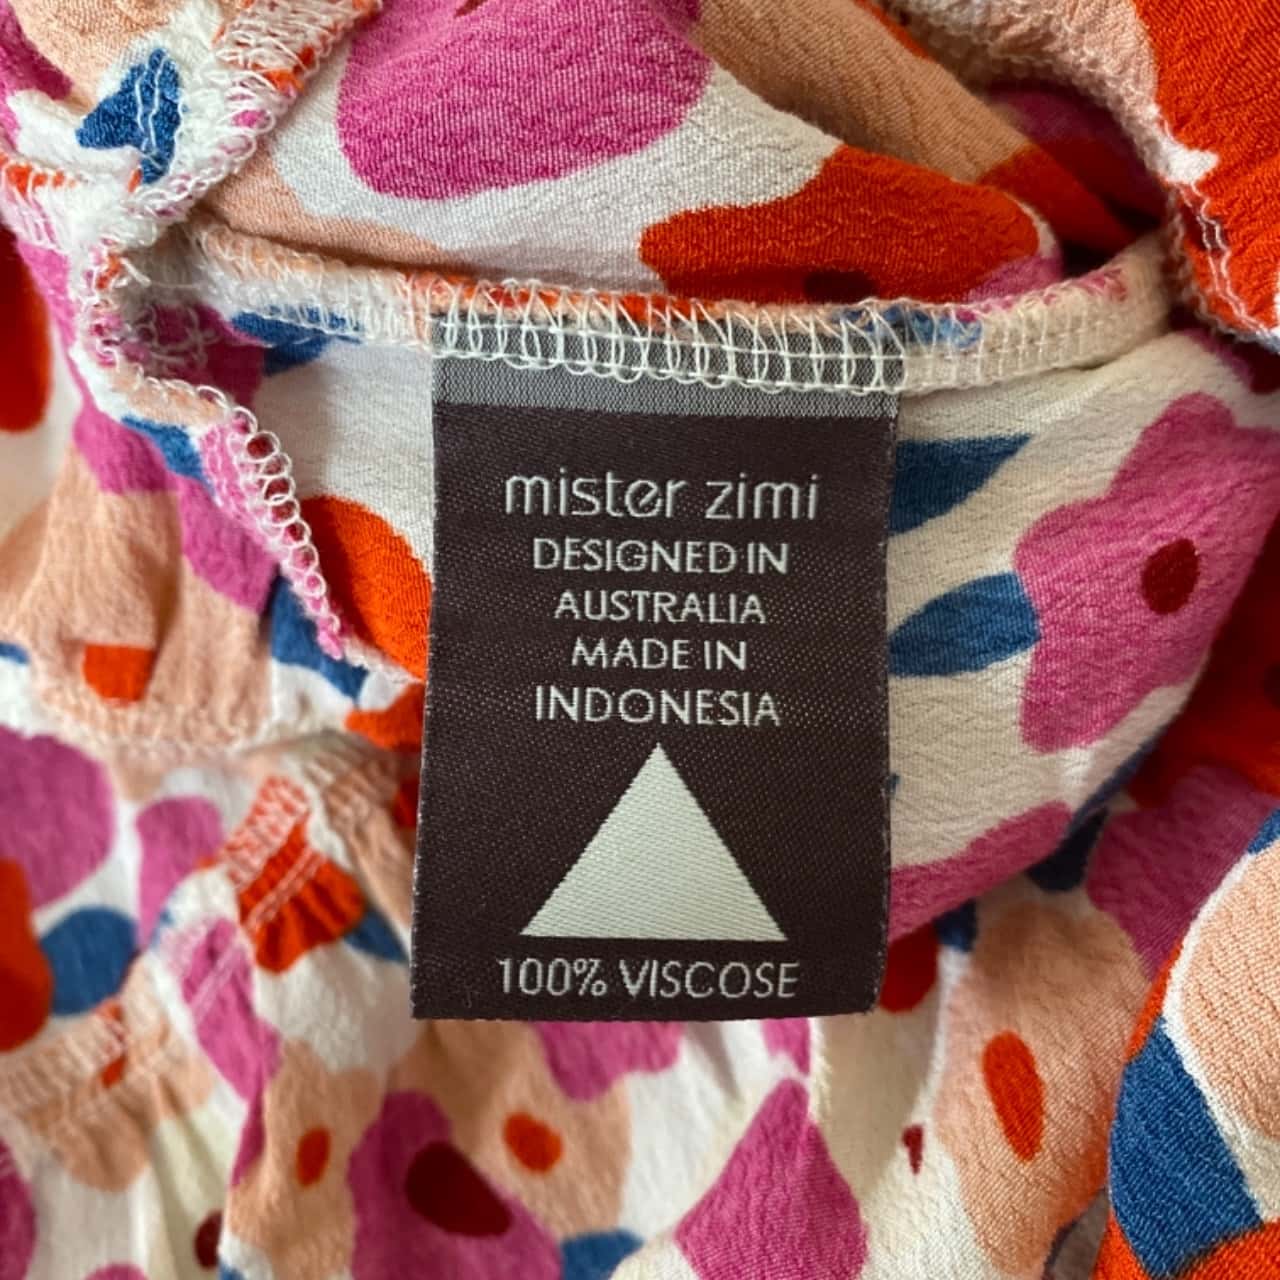 mister zimi
DESIGNED IN
AUSTRALIA
MADE IN
INDONESIA
100% VISCOSE